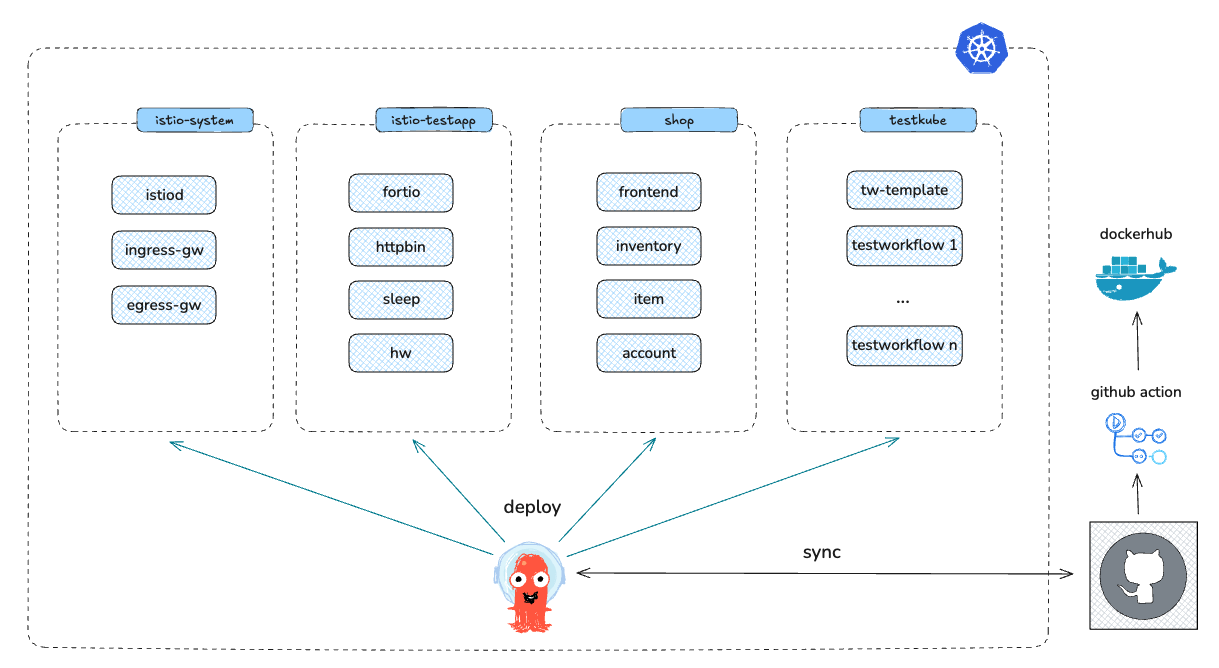 istio-system
istiod
ingress-gw
egress-gw
istio-testapp
fortio
httpbin
sleep
hw
shop
frontend
inventory
item
account
testkube
tw-template
testworkflow 1
...
testworkflow n
deploy
sync
dockerhub
github action